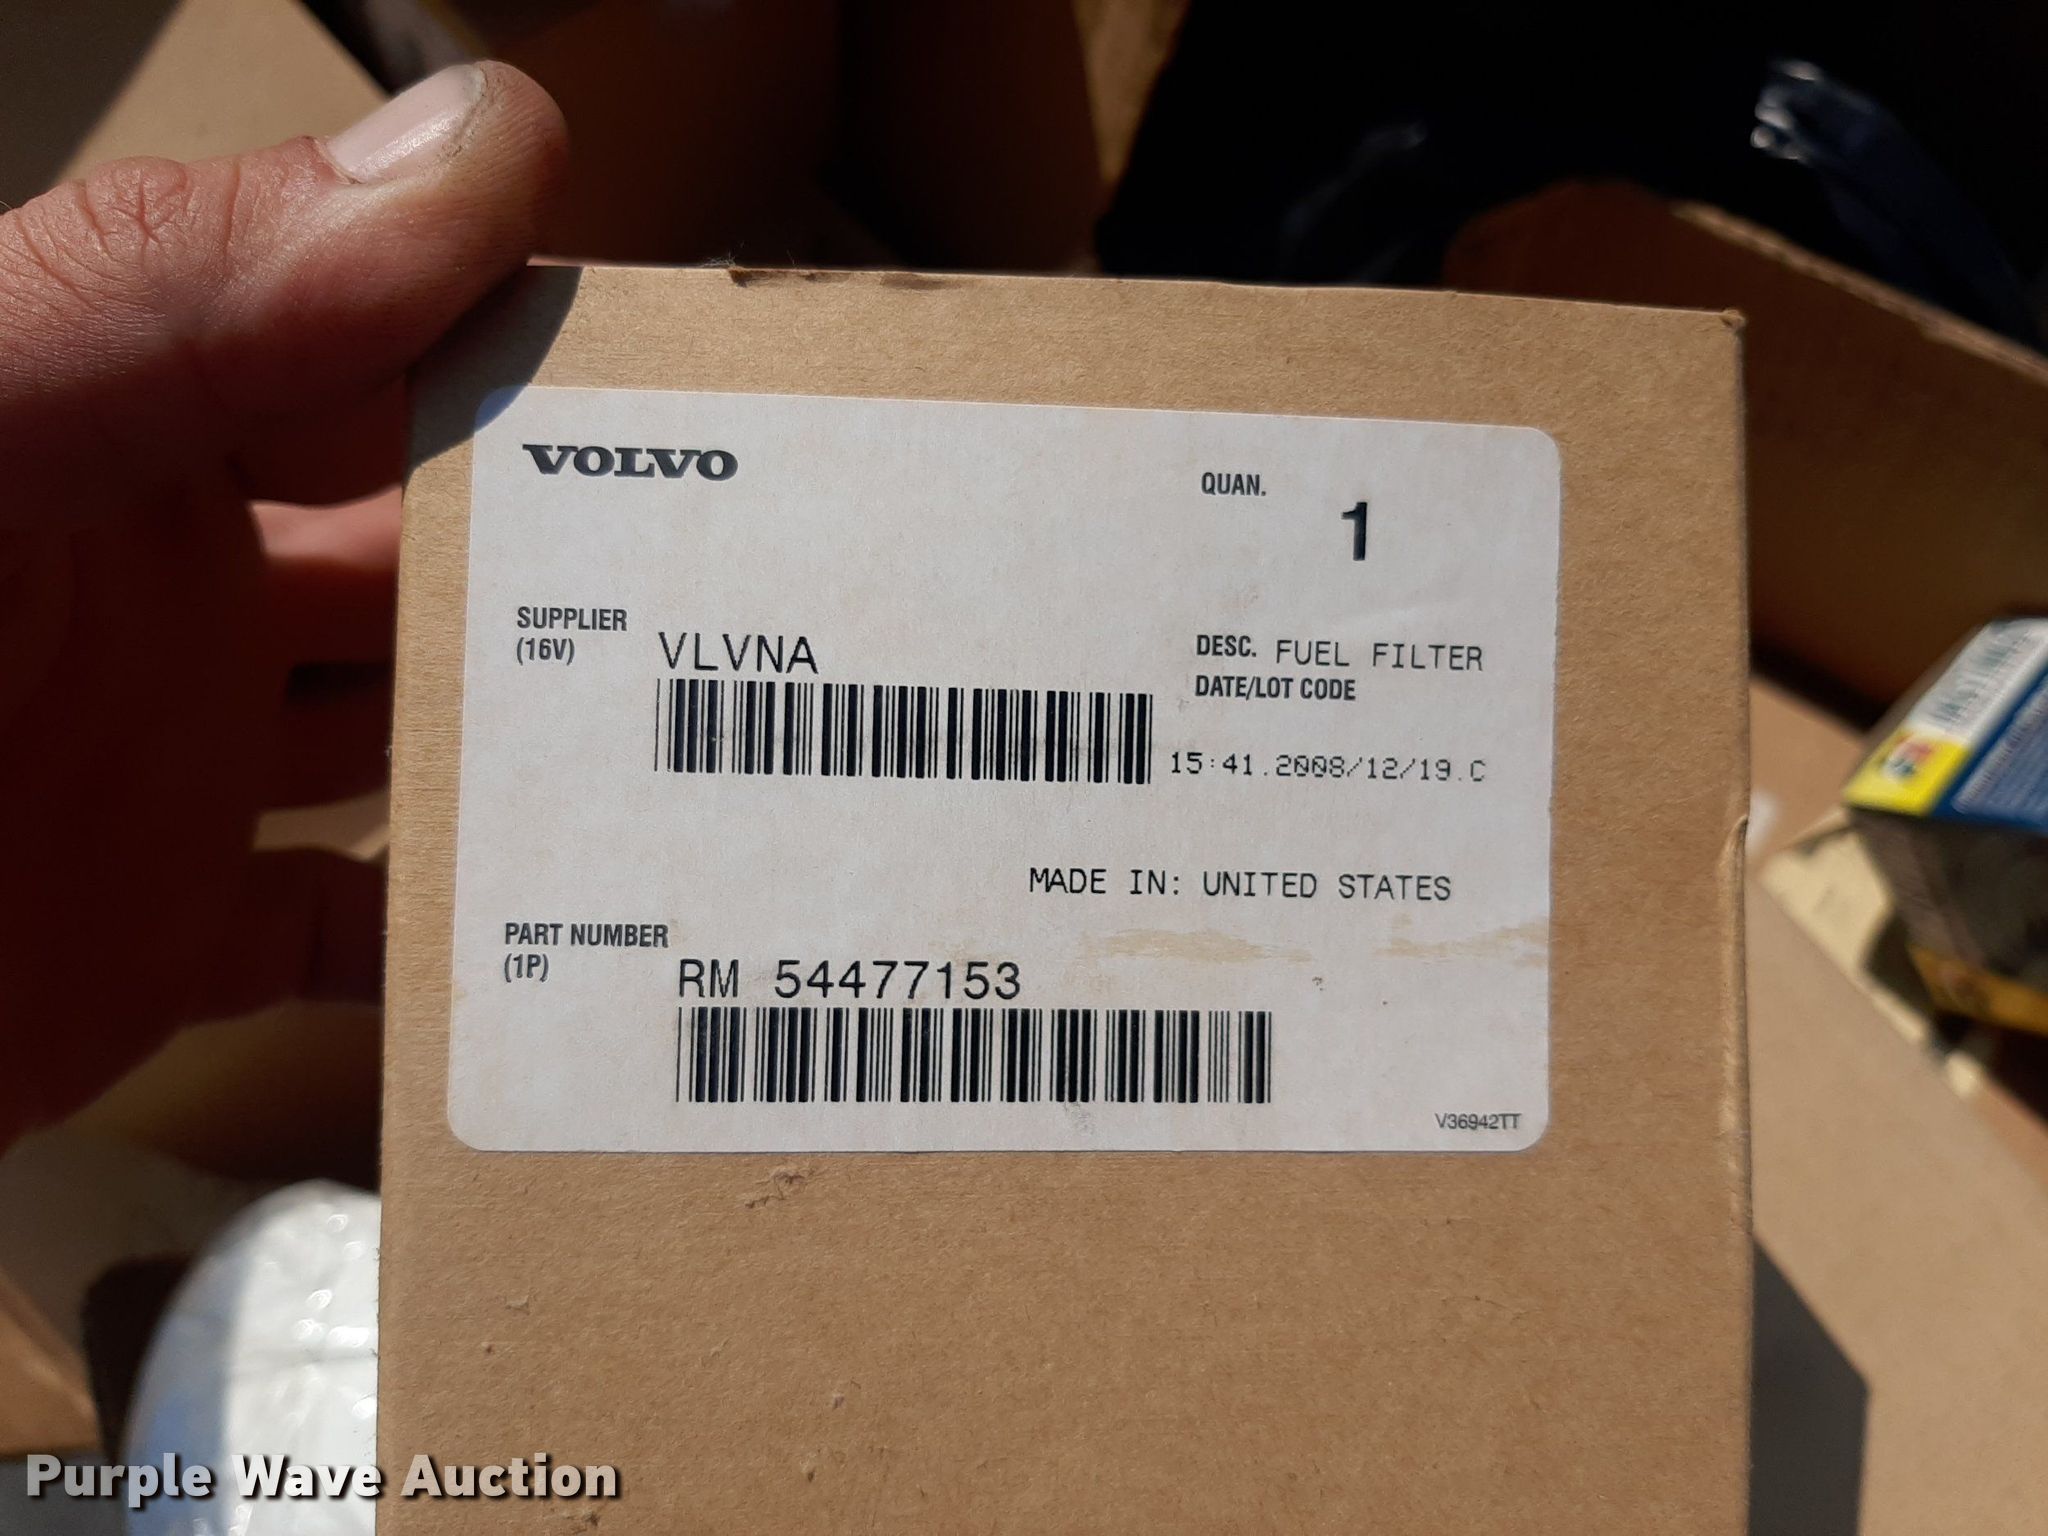 VOLVO
QUAN.
1
SUPPLIER
(16V)
VLVNA
DESC. FUEL FILTER
DATE/LOT CODE
15:41.2008/12/19.C
MADE IN: UNITED STATES
PART NUMBER
(1P)
RM 54477153
V36942TT
Purple Wave Auction